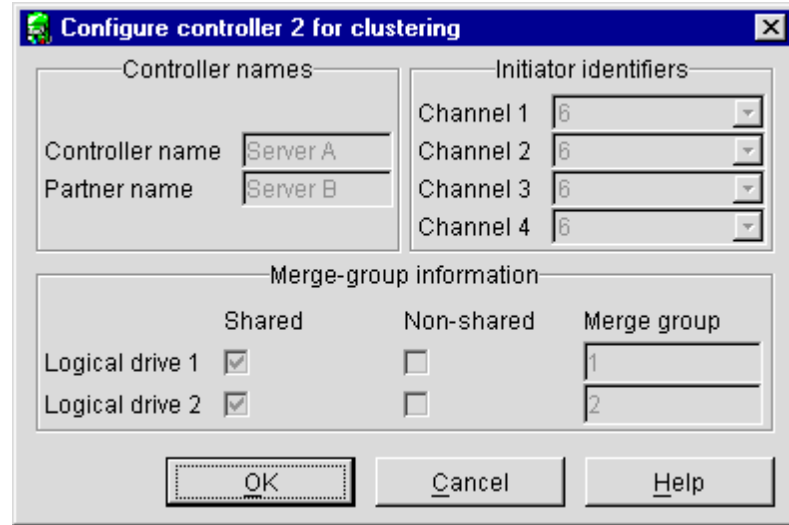 Configure controller 2 for clustering
Controller names
Controller name Server A
Partner name Server B
Initiator identifiers
Channel 1 6
Channel 2 6
Channel 3 6
Channel 4 6
Merge-group information
Shared Non-shared Merge group
Logical drive 1 1
Logical drive 2 2
OK Cancel Help